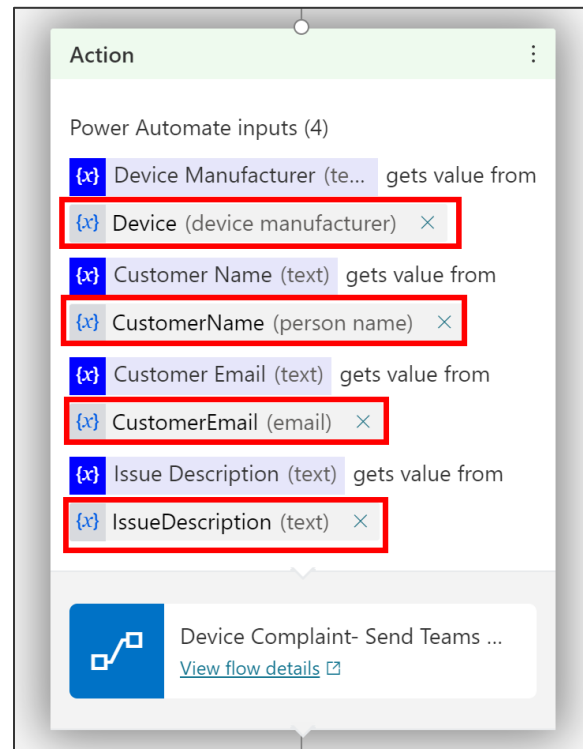 Action
Power Automate inputs (4)
{x} Device Manufacturer (te... gets value from
{x} Device (device manufacturer) ×
{x} Customer Name (text) gets value from
{x} CustomerName (person name) ×
{x} Customer Email (text) gets value from
{x} CustomerEmail (email) ×
{x} Issue Description (text) gets value from
{x} IssueDescription (text) ×
Device Complaint- Send Teams ...
View flow details